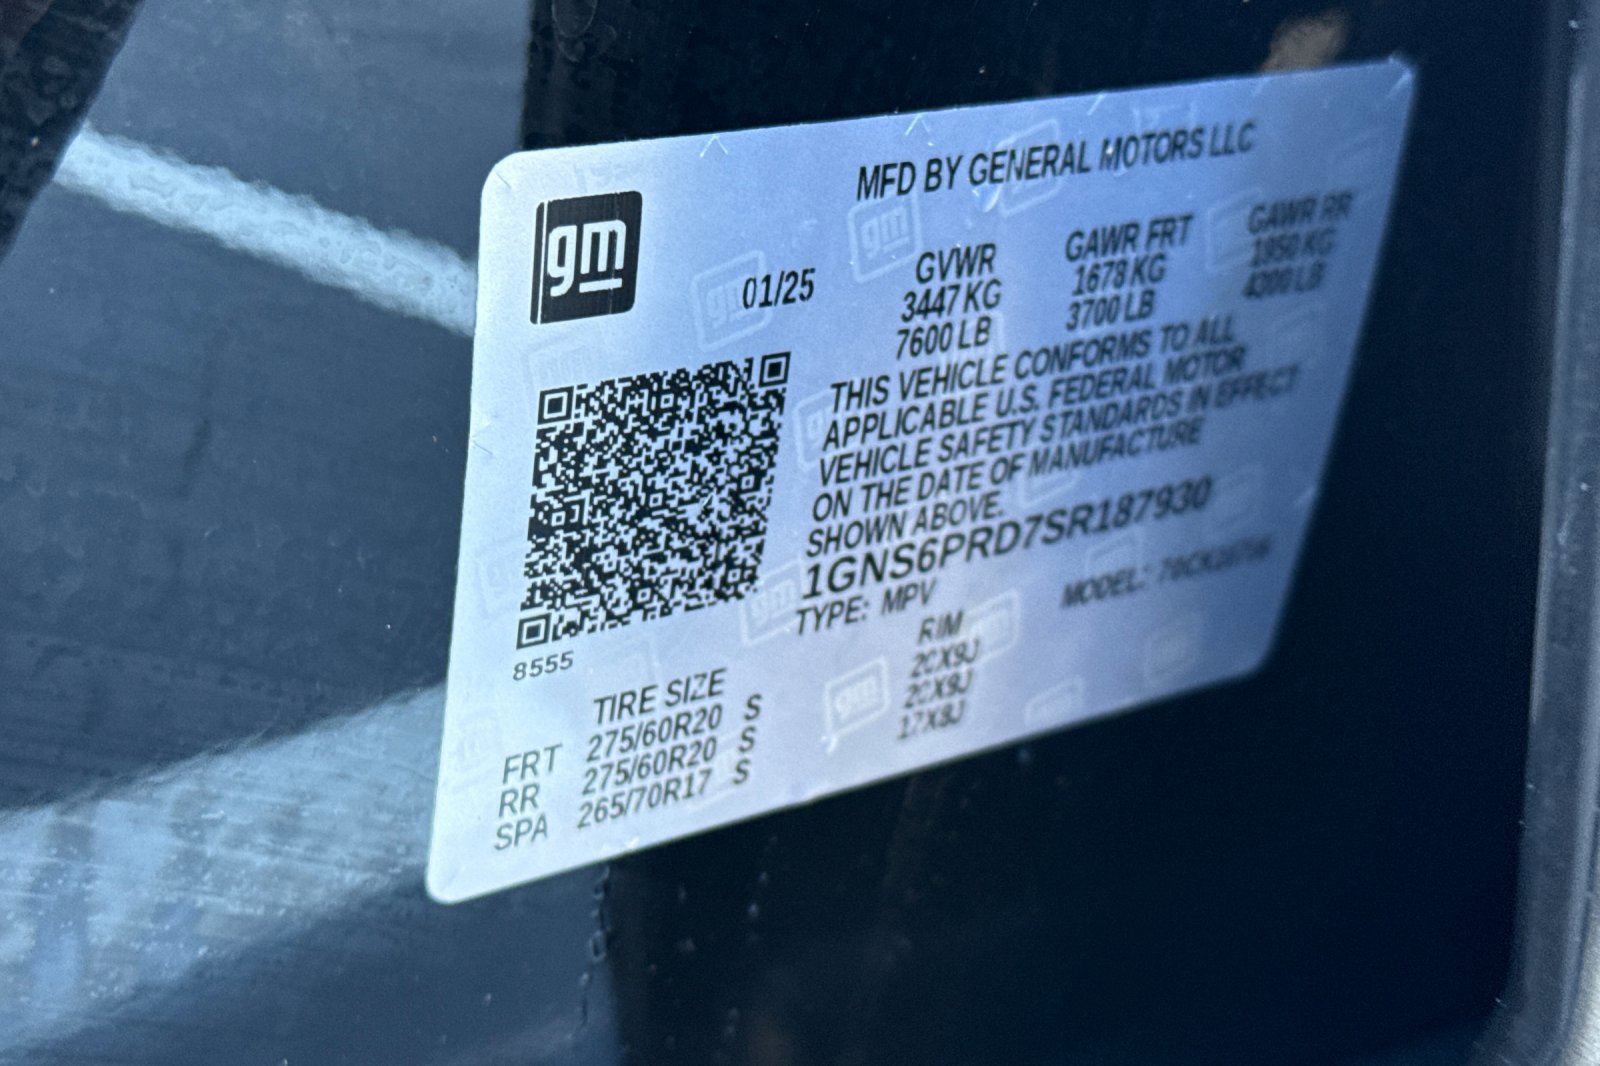 gm
MFD BY GENERAL MOTORS LLC
01/25
GVWR GAWR FRT GAWR RR
3447 KG 1678 KG 1950 KG
7600 LB 3700 LB 4300 LB
THIS VEHICLE CONFORMS TO ALL
APPLICABLE U.S. FEDERAL MOTOR
VEHICLE SAFETY STANDARDS IN EFFECT
ON THE DATE OF MANUFACTURE
SHOWN ABOVE.
1GNS6PRD7SR187930
TYPE: MPV MODEL:
8555
TIRE SIZE RIM
FRT 275/60R20 S 20X9J
RR 275/60R20 S 20X9J
SPA 265/70R17 S 17X8J